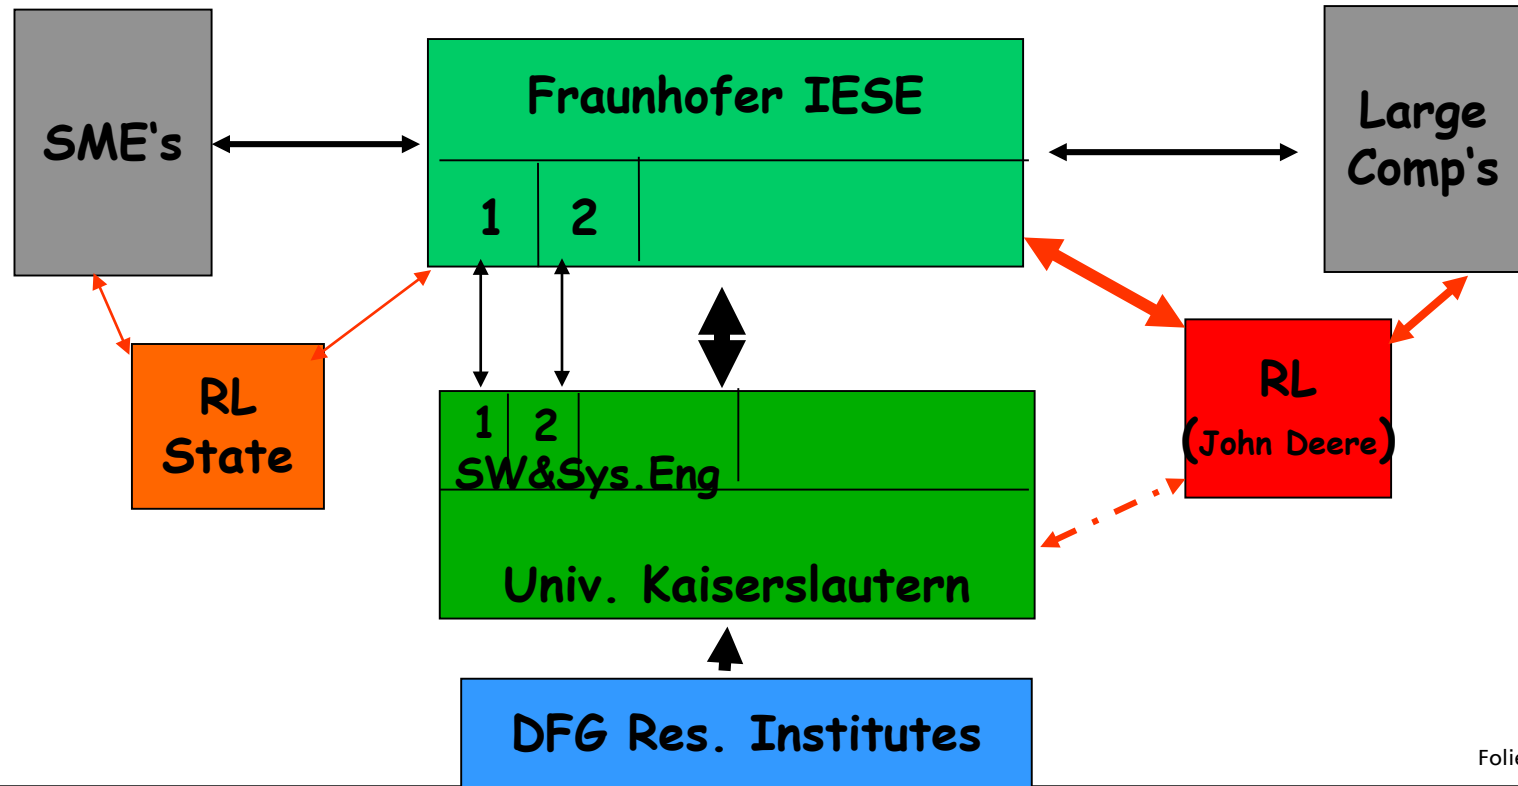 Fraunhofer IESE
SME's
Large
Comp's
1 2
RL
State
RL
(John Deere)
1 2
SW&Sys.Eng
Univ. Kaiserslautern
DFG Res. Institutes
Folie